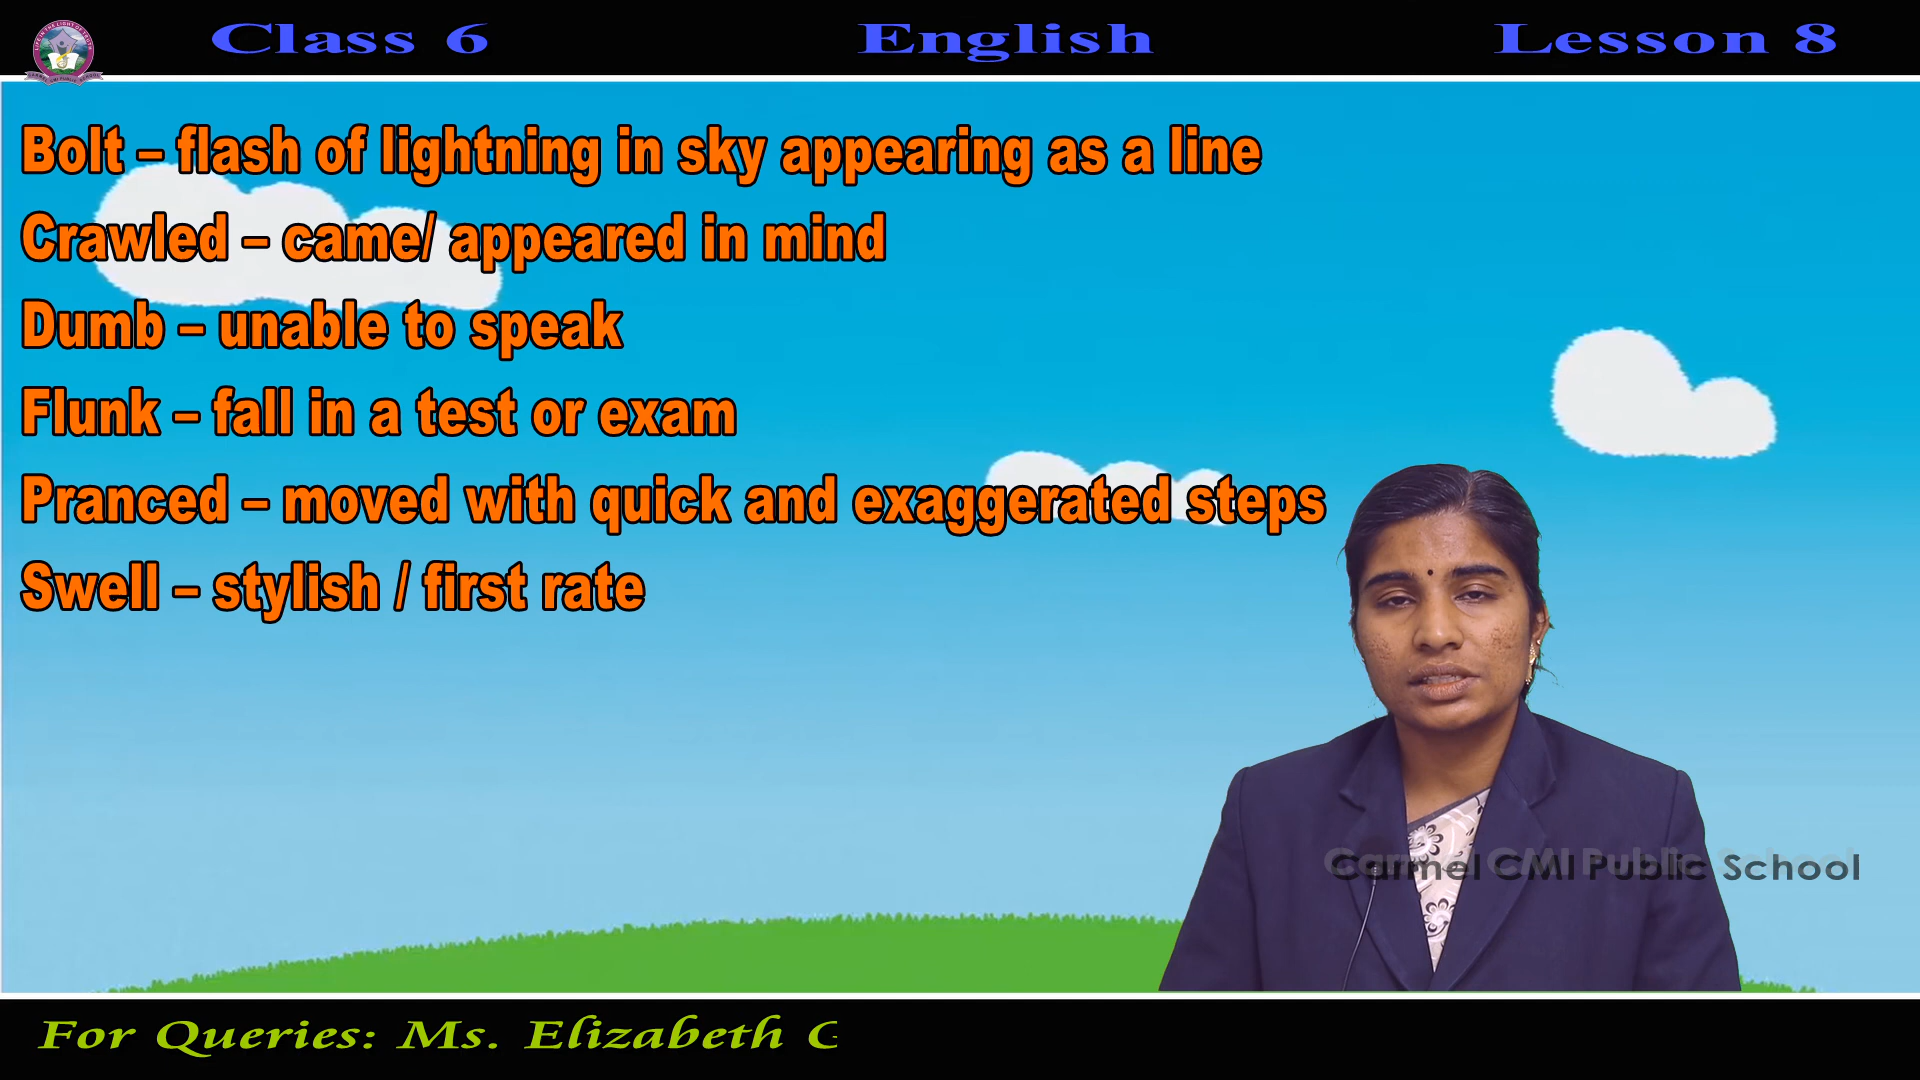 Class 6 English Lesson 8
Bolt – flash of lightning in sky appearing as a line
Crawled – came/ appeared in mind
Dumb – unable to speak
Flunk – fall in a test or exam
Pranced – moved with quick and exaggerated steps
Swell – stylish / first rate
Carmel CMI Public School
For Queries: Ms. Elizabeth G